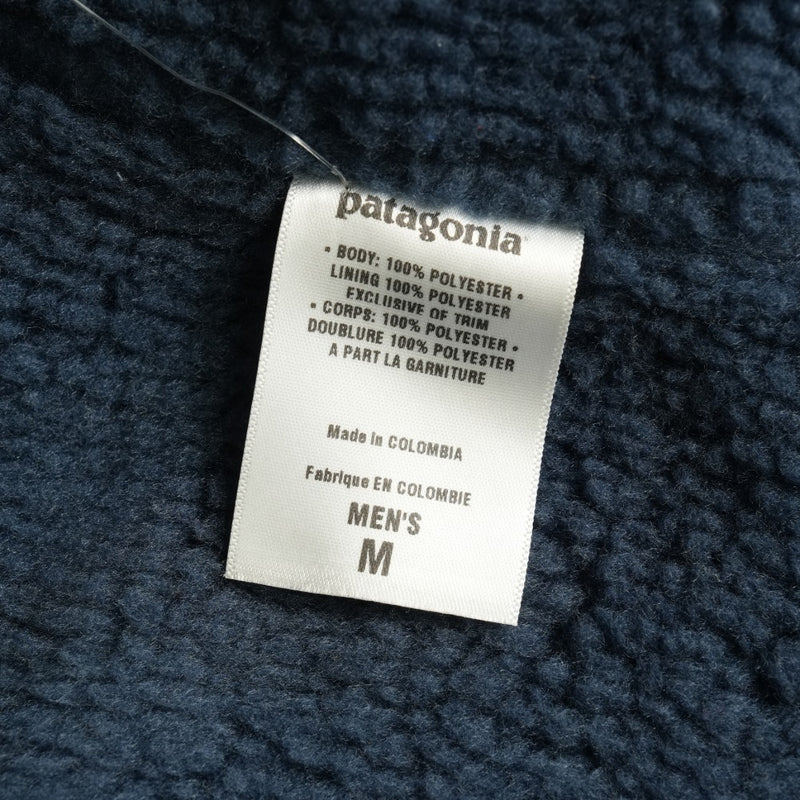 patagonia
• BODY: 100% POLYESTER •
LINING 100% POLYESTER
EXCLUSIVE OF TRIM
• CORPS: 100% POLYESTER •
DOUBLURE 100% POLYESTER
A PART LA GARNITURE
Made in COLOMBIA
Fabrique EN COLOMBIE
MEN'S
M